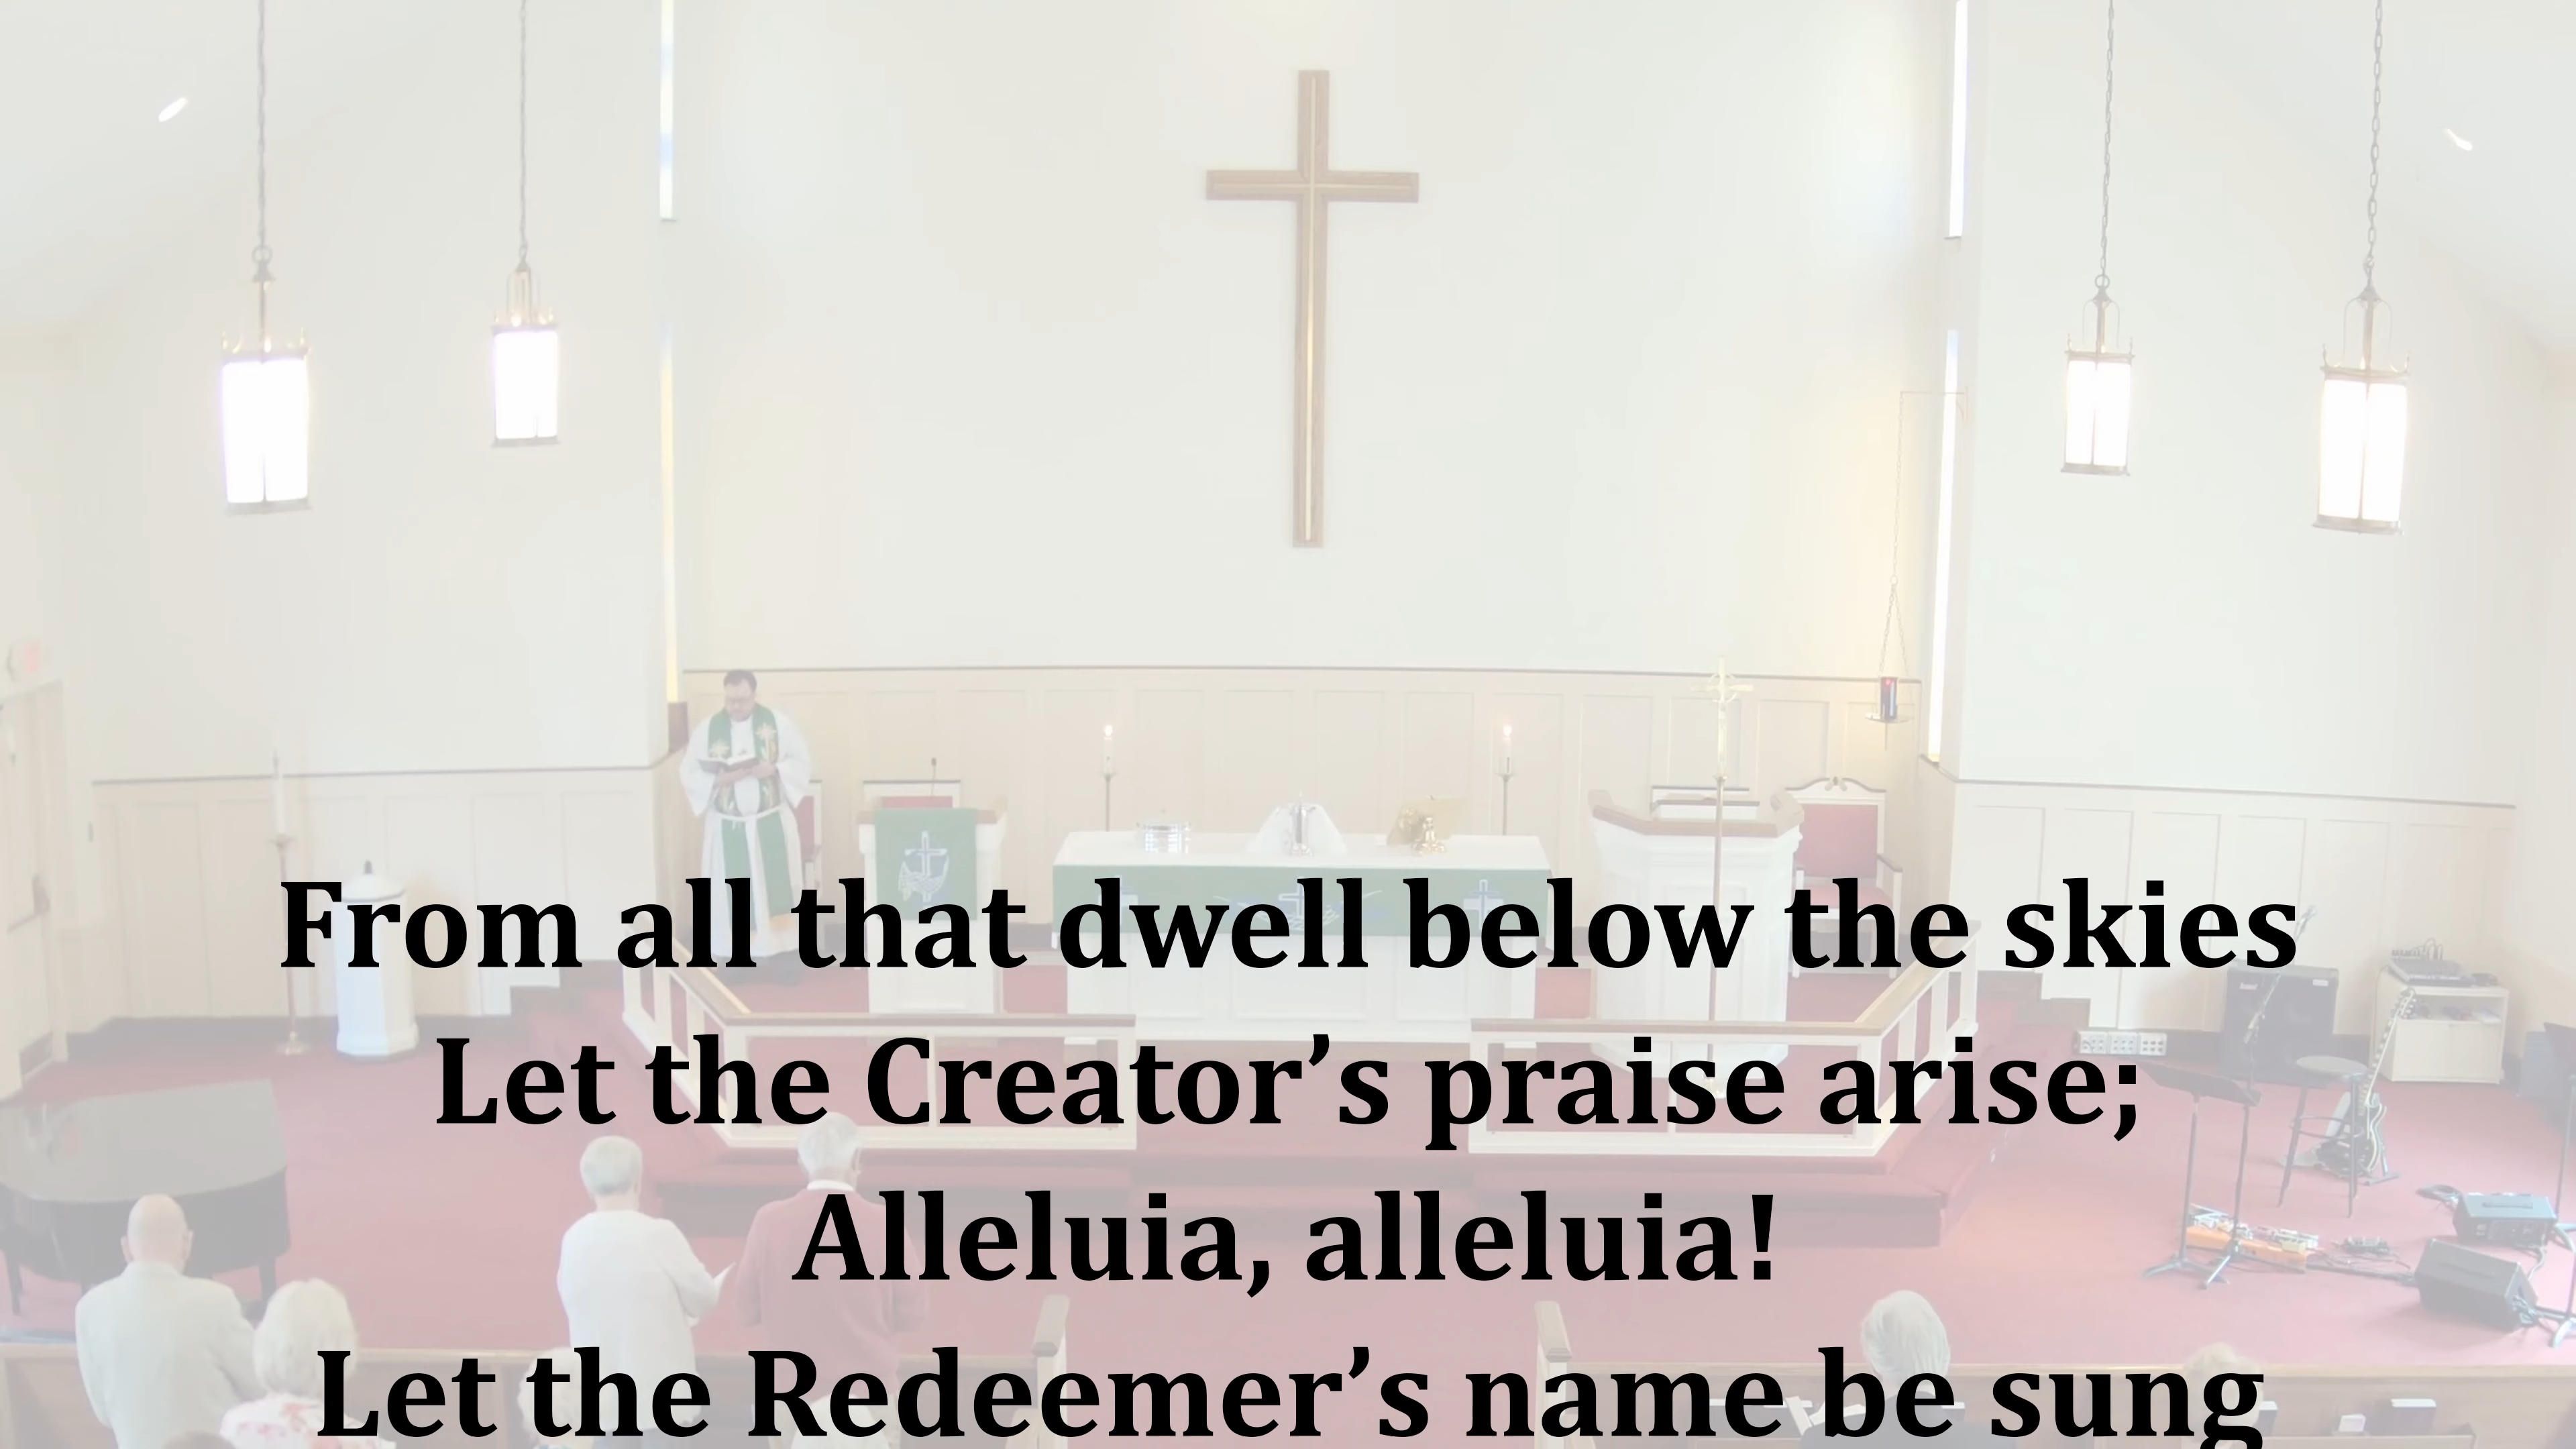 From all that dwell below the skies
Let the Creator’s praise arise;
Alleluia, alleluia!
Let the Redeemer’s name be sung